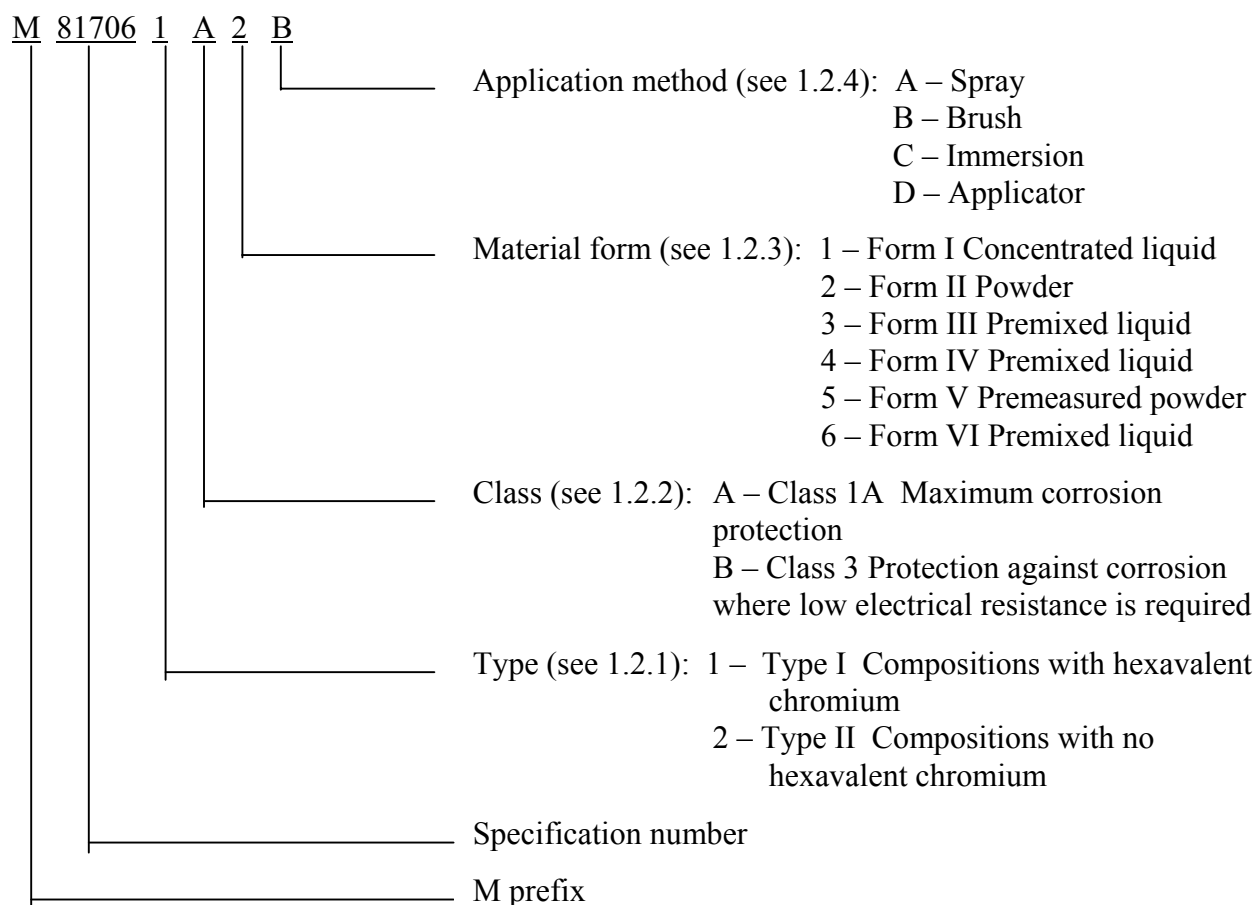 M 81706 1 A 2 B
Application method (see 1.2.4): A – Spray
B – Brush
C – Immersion
D – Applicator
Material form (see 1.2.3): 1 – Form I Concentrated liquid
2 – Form II Powder
3 – Form III Premixed liquid
4 – Form IV Premixed liquid
5 – Form V Premeasured powder
6 – Form VI Premixed liquid
Class (see 1.2.2): A – Class 1A Maximum corrosion
protection
B – Class 3 Protection against corrosion
where low electrical resistance is required
Type (see 1.2.1): 1 – Type I Compositions with hexavalent
chromium
2 – Type II Compositions with no
hexavalent chromium
Specification number
M prefix